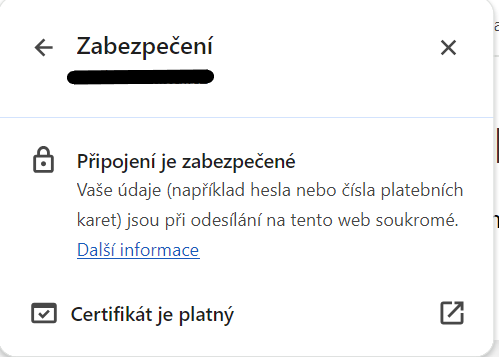 Zabezpečení
Připojení je zabezpečené
Vaše údaje (například hesla nebo čísla platebních
karet) jsou při odesílání na tento web soukromé.
Další informace
Certifikát je platný